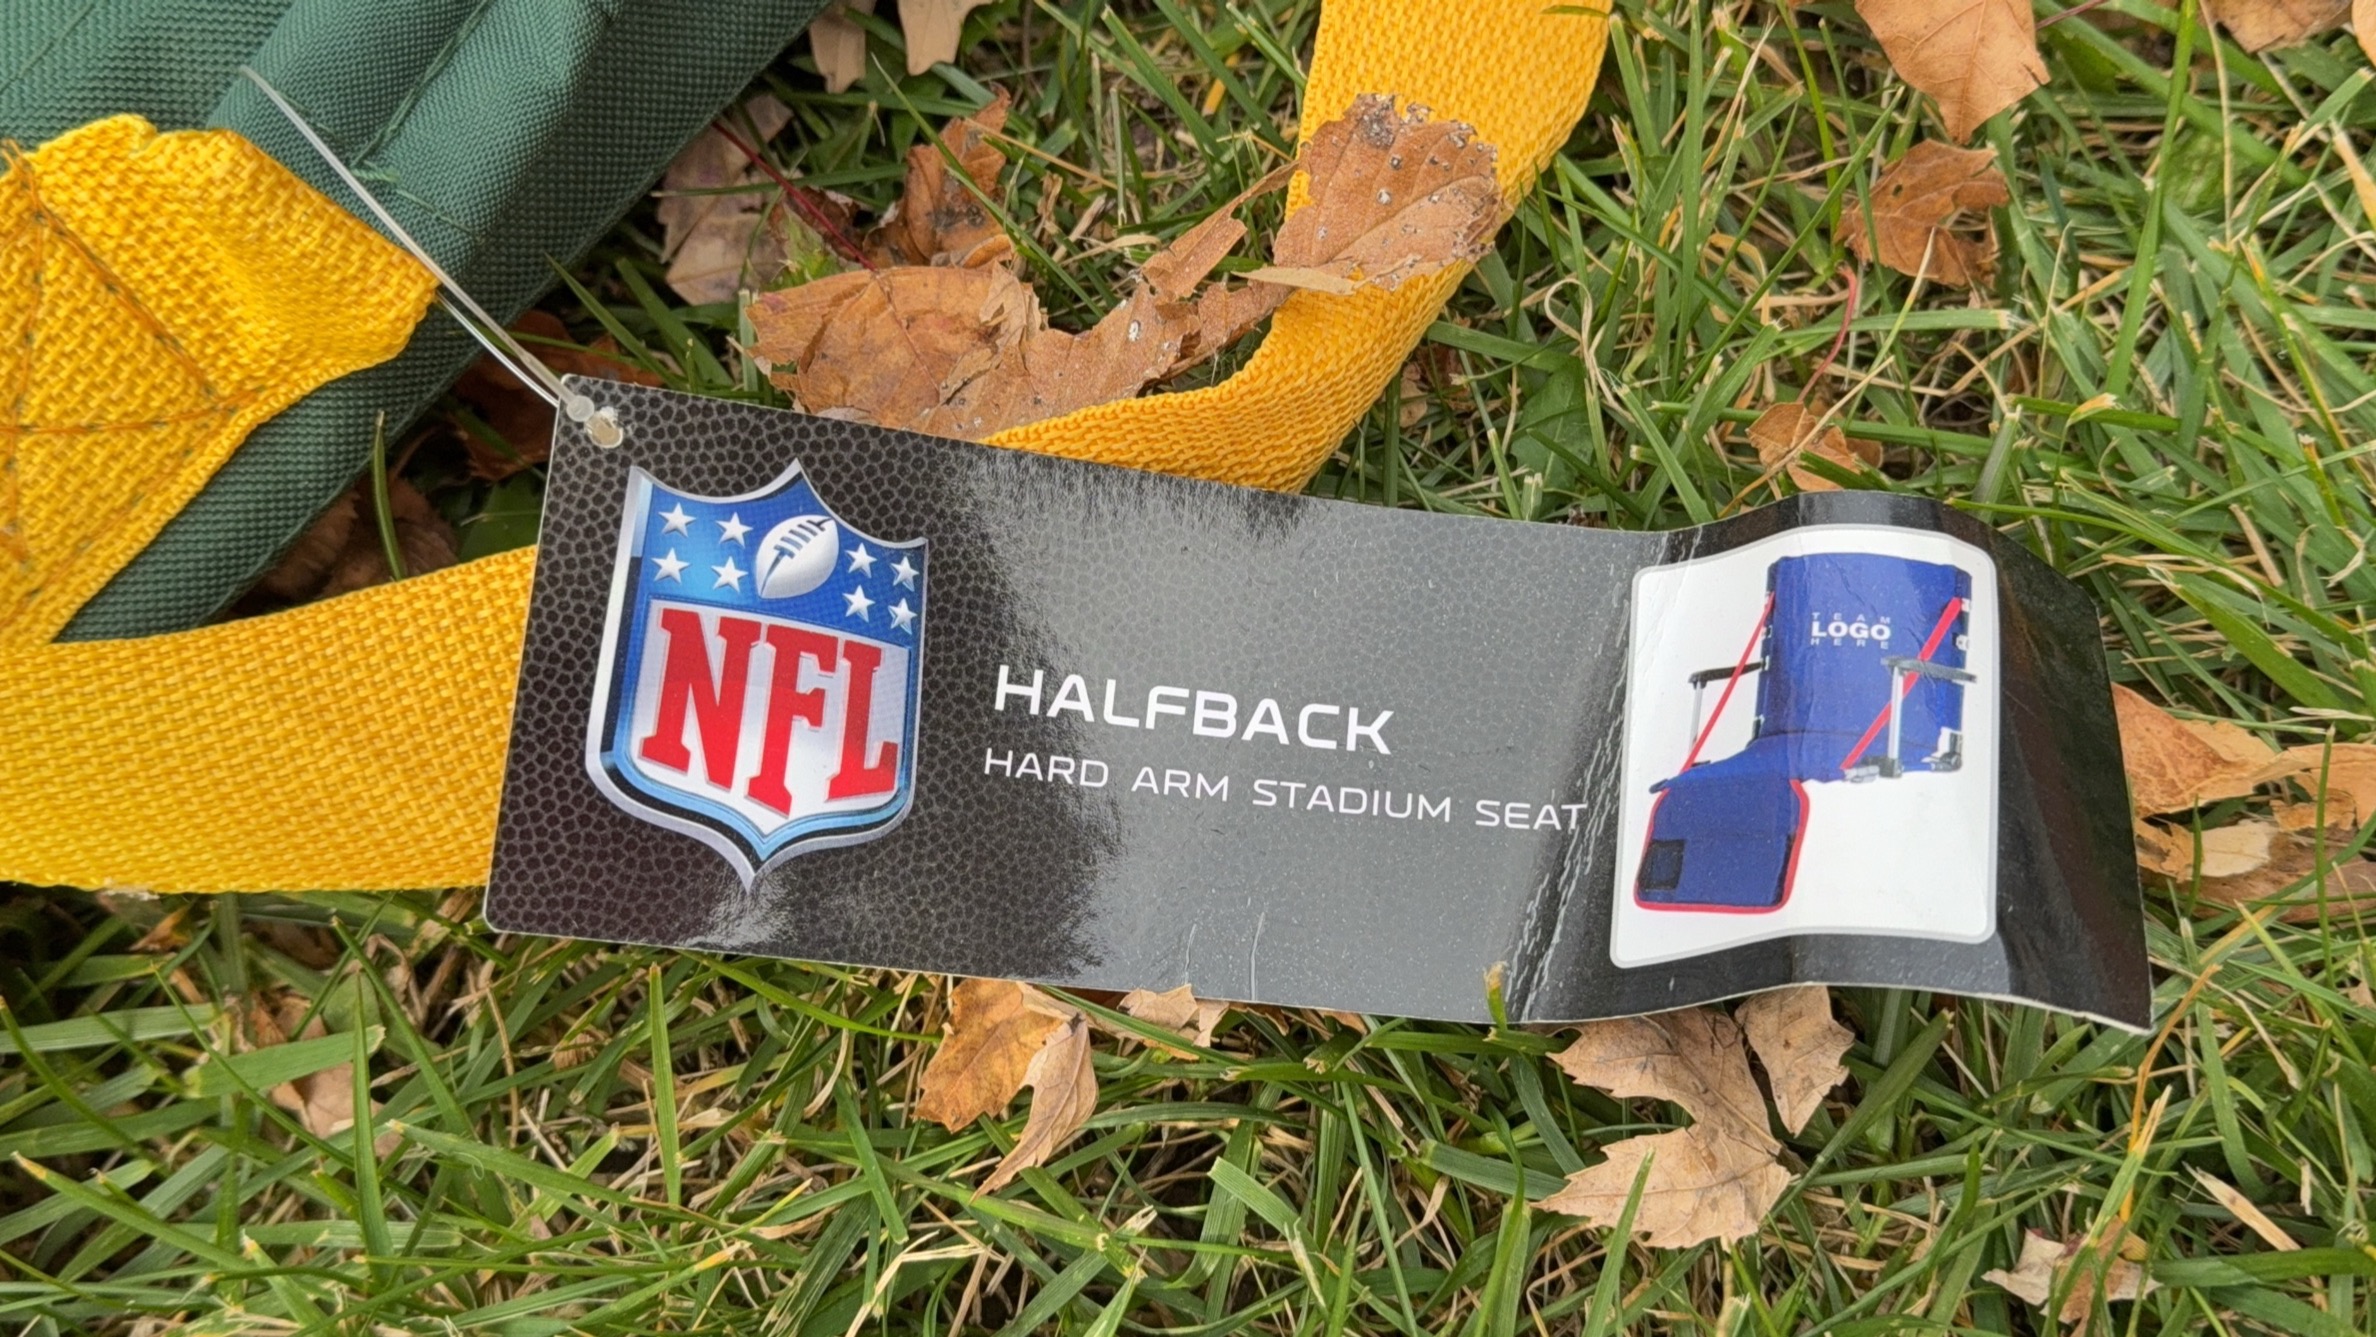 NFL
HALFBACK
HARD ARM STADIUM SEAT
TEAM
LOGO
HERE